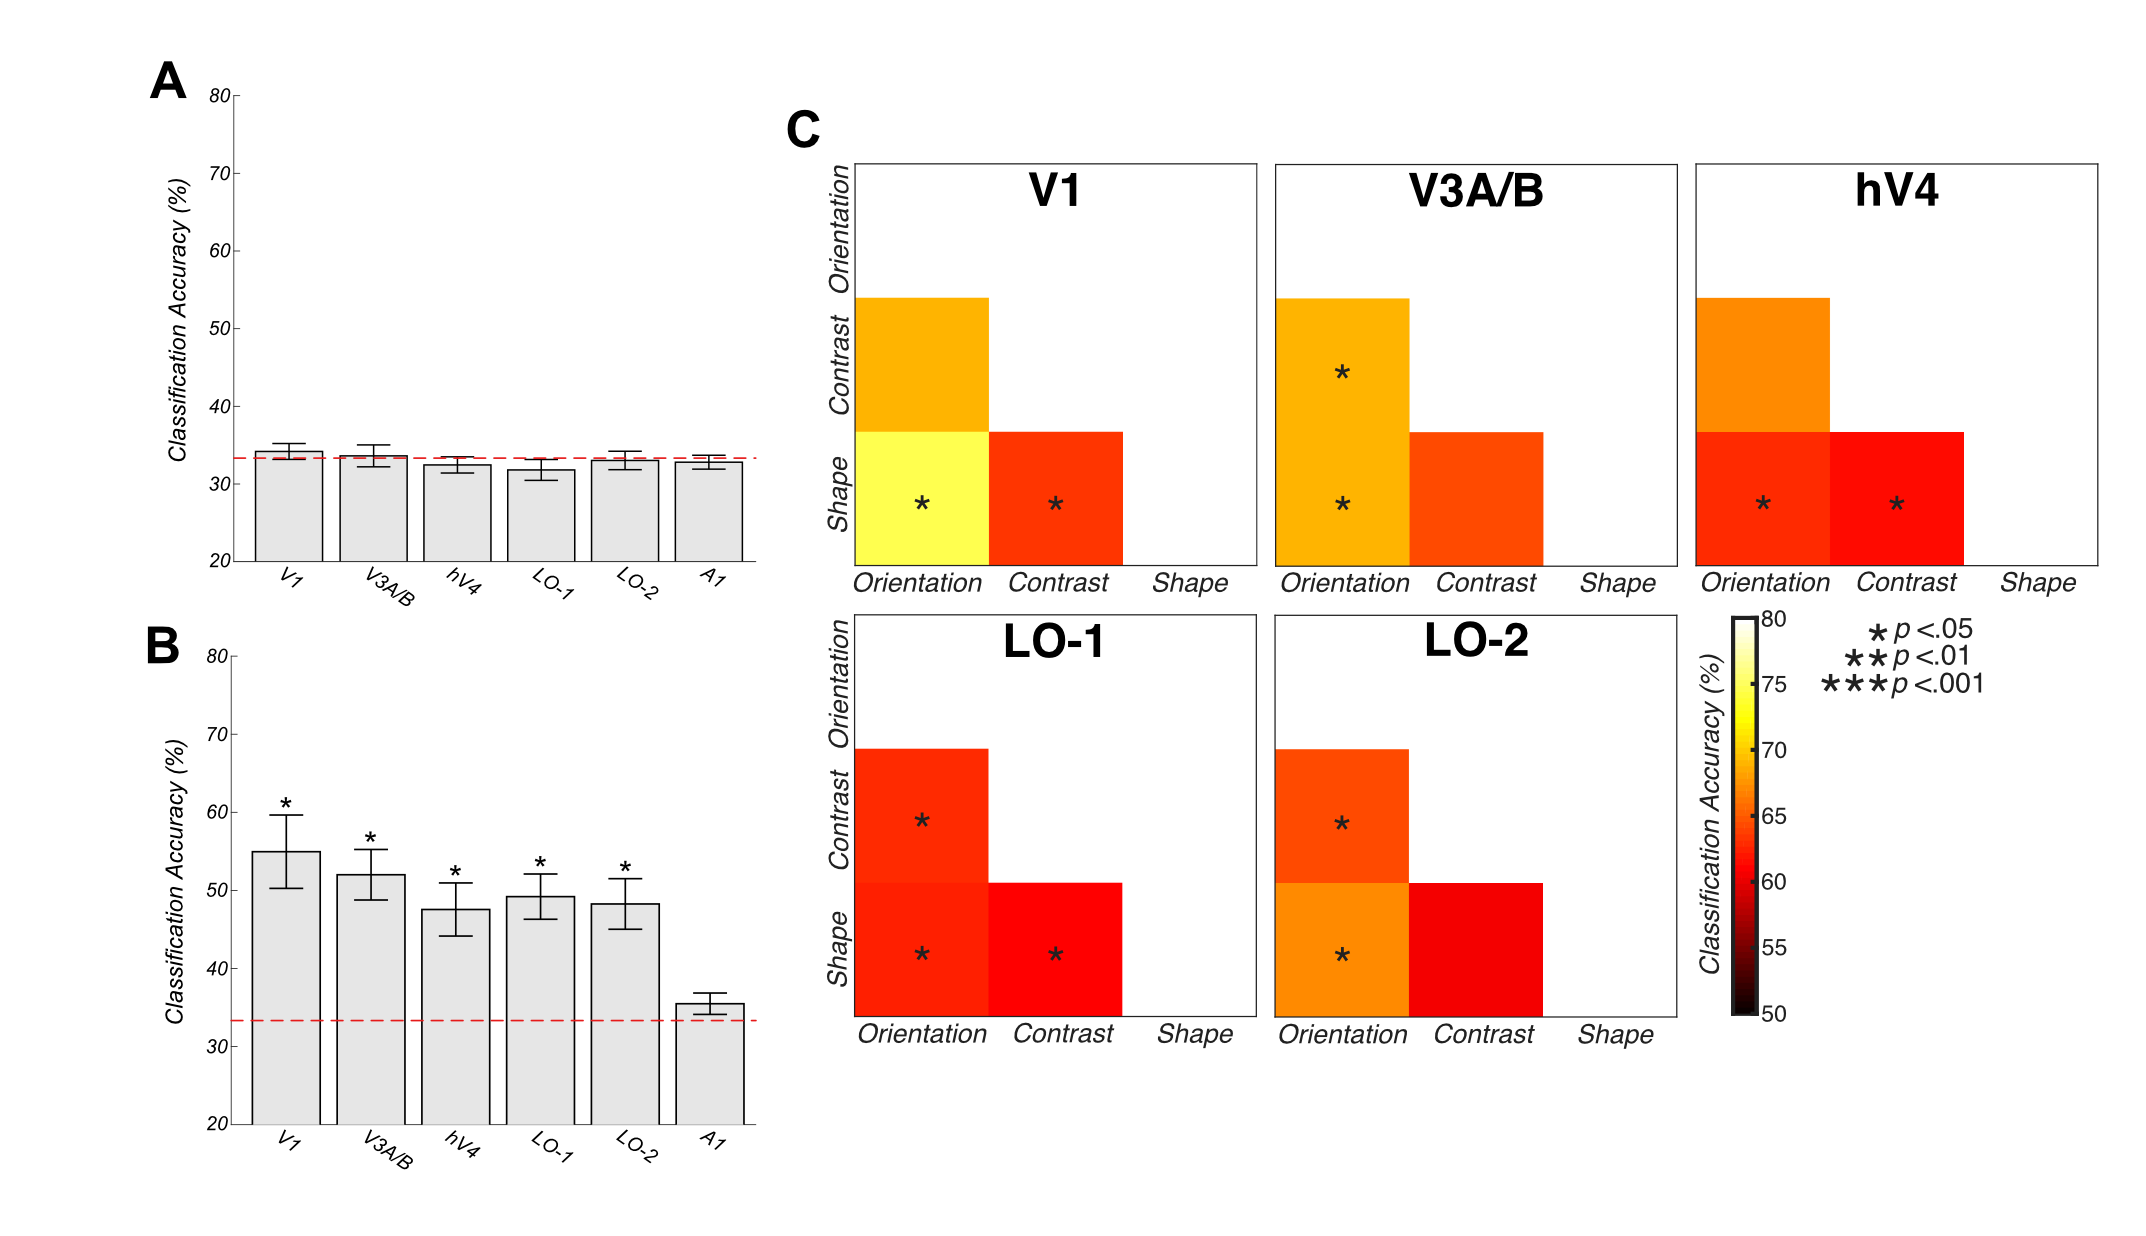 A
80
70
60
50
40
30
20
Classification Accuracy (%)
V1
V3A/B
hV4
LO-1
LO-2
A1
B
80
70
60
50
40
30
20
Classification Accuracy (%)
*
*
*
*
*
V1
V3A/B
hV4
LO-1
LO-2
A1
C
V1
Orientation
Contrast
Shape
* *
Orientation Contrast Shape
V3A/B
*
*
Orientation Contrast Shape
hV4
* *
Orientation Contrast Shape
LO-1
Orientation
Contrast
Shape
*
* *
Orientation Contrast Shape
LO-2
*
*
Orientation Contrast Shape
Classification Accuracy (%)
80
75
70
65
60
55
50
* p <.05
** p <.01
*** p <.001